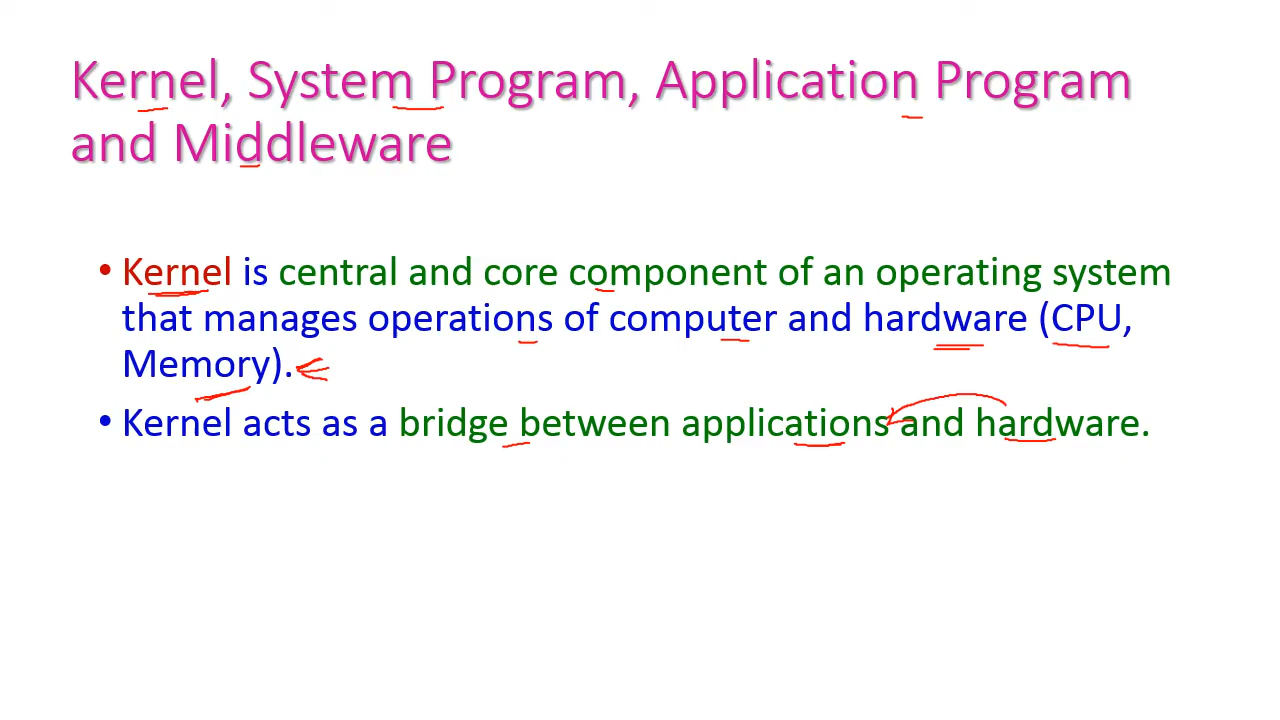 Kernel, System Program, Application Program
and Middleware
• Kernel is central and core component of an operating system
that manages operations of computer and hardware (CPU,
Memory).
• Kernel acts as a bridge between applications and hardware.